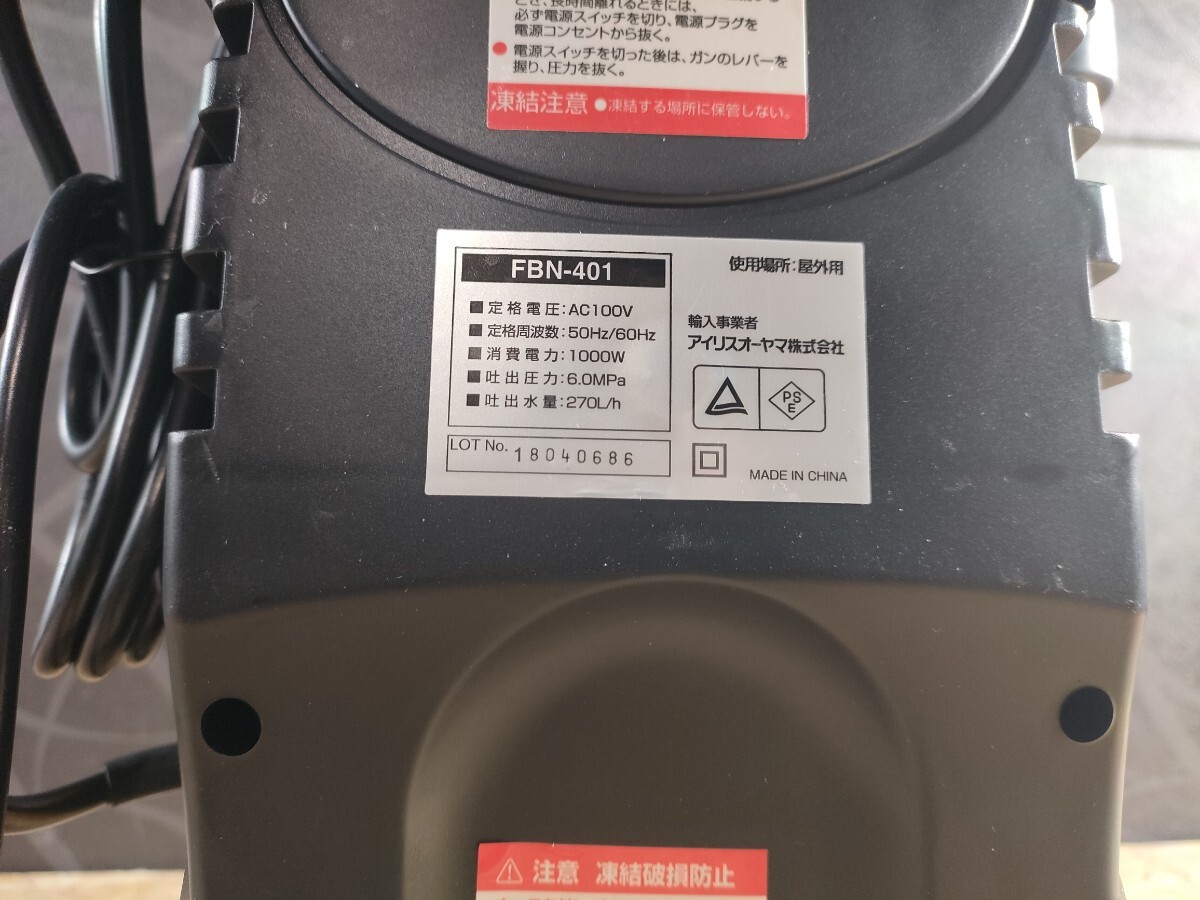 とき、長時間離れるときには、
必ず電源スイッチを切り、電源プラグを
電源コンセントから抜く。
● 電源スイッチを切った後は、ガンのレバーを
握り、圧力を抜く。
凍結注意 ●凍結する場所に保管しない。
FBN-401
■定格電圧:AC100V
■定格周波数:50Hz/60Hz
■消費電力:1000W
■吐出圧力:6.0MPa
■吐出水量:270L/h
LOT No. 18040686
使用場所:屋外用
輸入事業者
アイリスオーヤマ株式会社
PS
E
MADE IN CHINA
注意 凍結破損防止